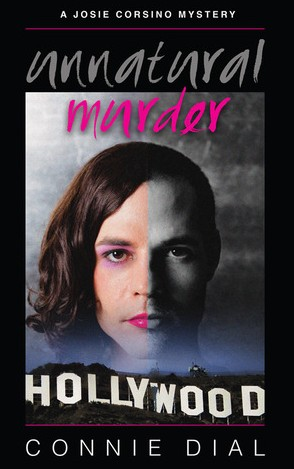 A JOSIE CORSINO MYSTERY
unnatural
murder
HOLLYWOOD
CONNIE DIAL